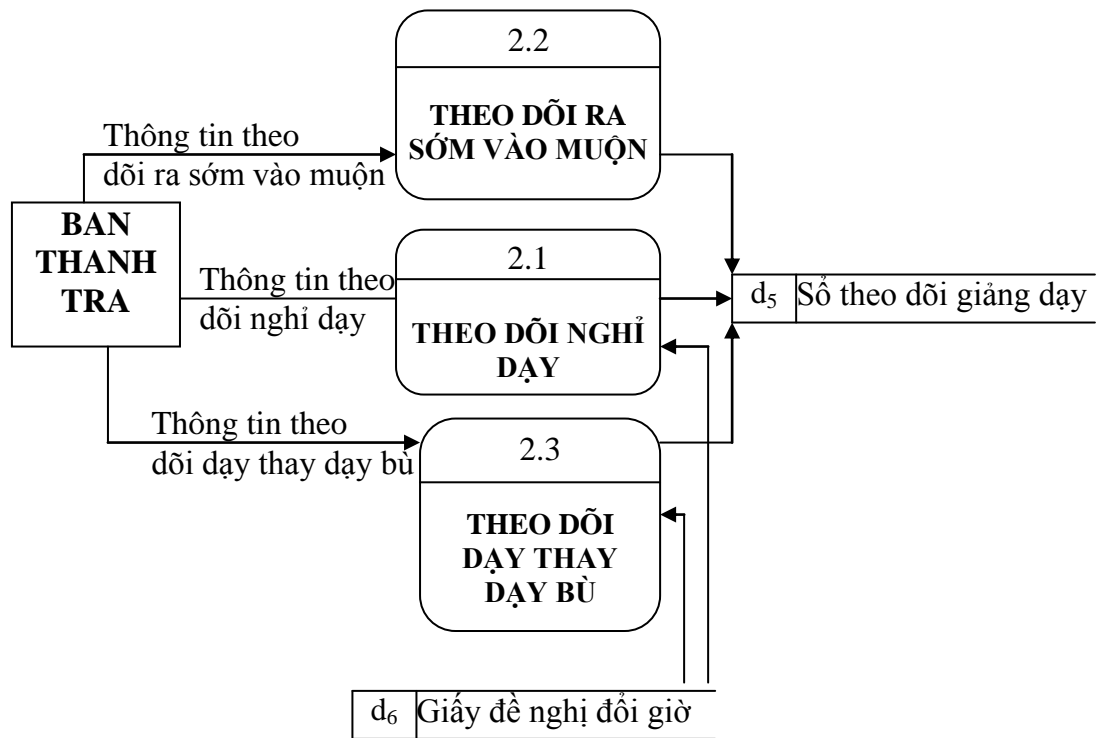 2.2
THEO DÕI RA
SỚM VÀO MUỘN
Thông tin theo
dõi ra sớm vào muộn
BAN
THANH
TRA
Thông tin theo
dõi nghỉ dạy
2.1
THEO DÕI NGHỈ
DẠY
d5 Sổ theo dõi giảng dạy
Thông tin theo
dõi dạy thay dạy bù
2.3
THEO DÕI
DẠY THAY
DẠY BÙ
d6 Giấy đề nghị đổi giờ